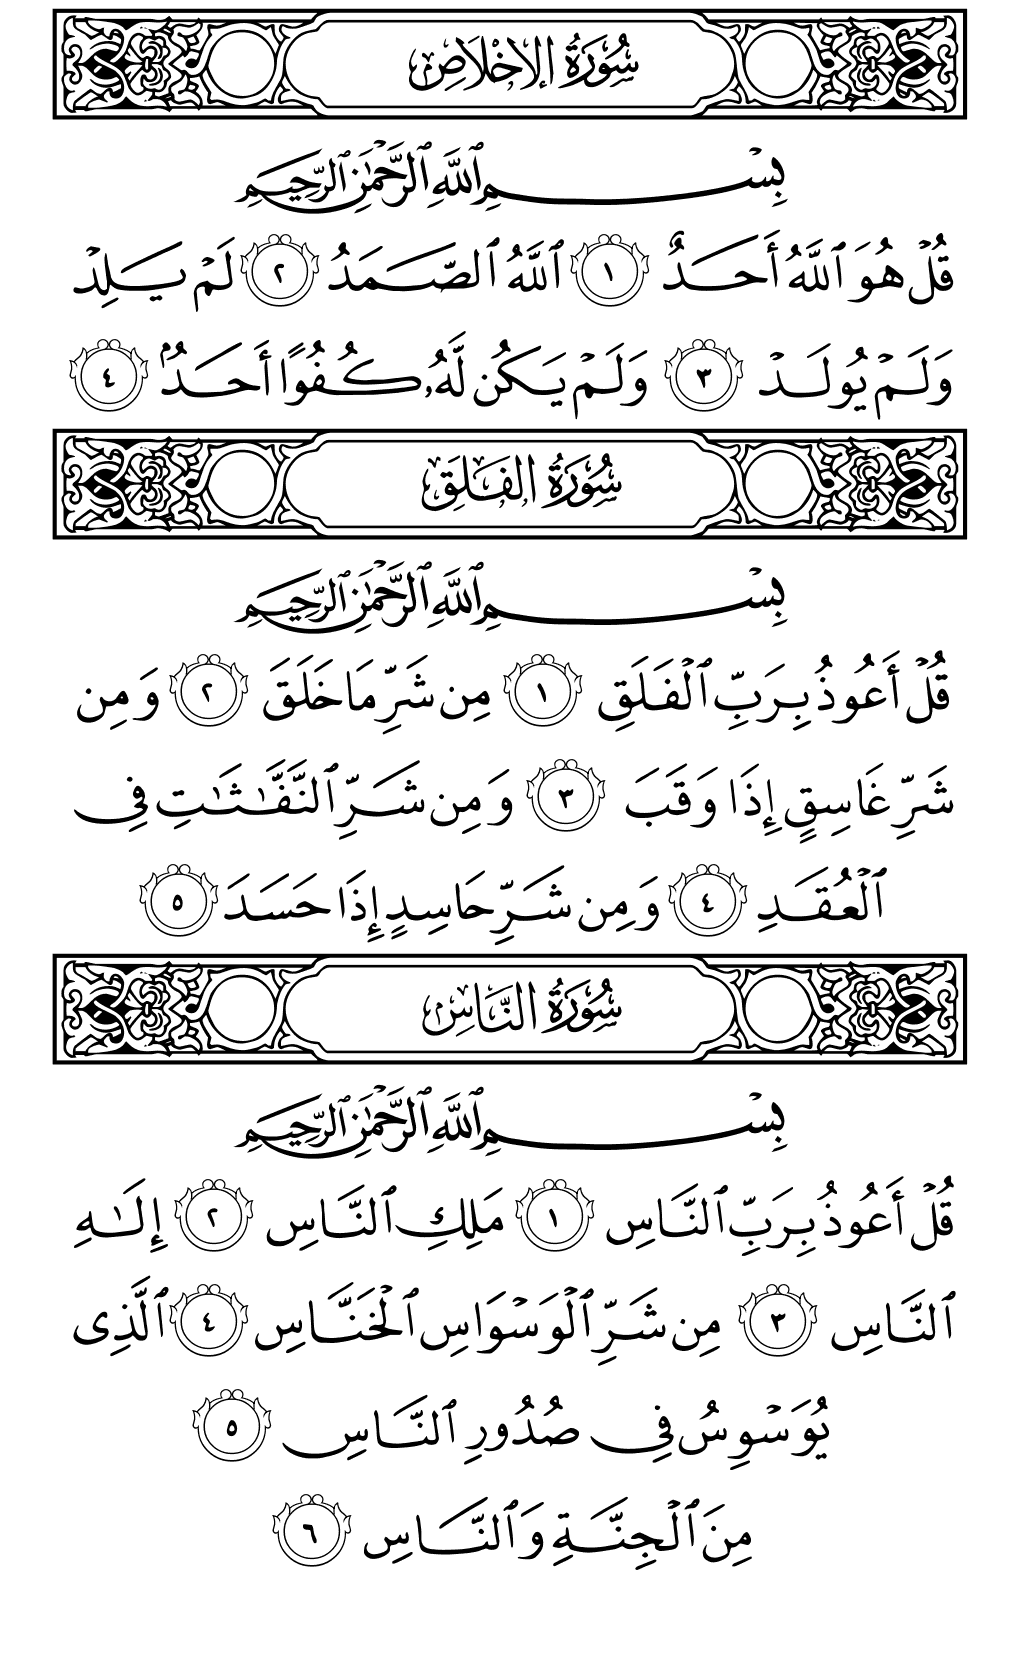 سُورَةُ الإِخْلَاصِ
بِسْمِ ٱللَّهِ ٱلرَّحْمَٰنِ ٱلرَّحِيمِ
قُلْ هُوَ ٱللَّهُ أَحَدٌ ١ ٱللَّهُ ٱلصَّمَدُ ٢ لَمْ يَلِدْ
وَلَمْ يُولَدْ ٣ وَلَمْ يَكُن لَّهُۥ كُفُوًا أَحَدٌۢ ٤
سُورَةُ الفَلَقِ
بِسْمِ ٱللَّهِ ٱلرَّحْمَٰنِ ٱلرَّحِيمِ
قُلْ أَعُوذُ بِرَبِّ ٱلْفَلَقِ ١ مِن شَرِّ مَا خَلَقَ ٢ وَمِن
شَرِّ غَاسِقٍ إِذَا وَقَبَ ٣ وَمِن شَرِّ ٱلنَّفَّٰثَٰتِ فِى
ٱلْعُقَدِ ٤ وَمِن شَرِّ حَاسِدٍ إِذَا حَسَدَ ٥
سُورَةُ النَّاسِ
بِسْمِ ٱللَّهِ ٱلرَّحْمَٰنِ ٱلرَّحِيمِ
قُلْ أَعُوذُ بِرَبِّ ٱلنَّاسِ ١ مَلِكِ ٱلنَّاسِ ٢ إِلَٰهِ
ٱلنَّاسِ ٣ مِن شَرِّ ٱلْوَسْوَاسِ ٱلْخَنَّاسِ ٤ ٱلَّذِى
يُوَسْوِسُ فِى صُدُورِ ٱلنَّاسِ ٥
مِنَ ٱلْجِنَّةِ وَٱلنَّاسِ ٦